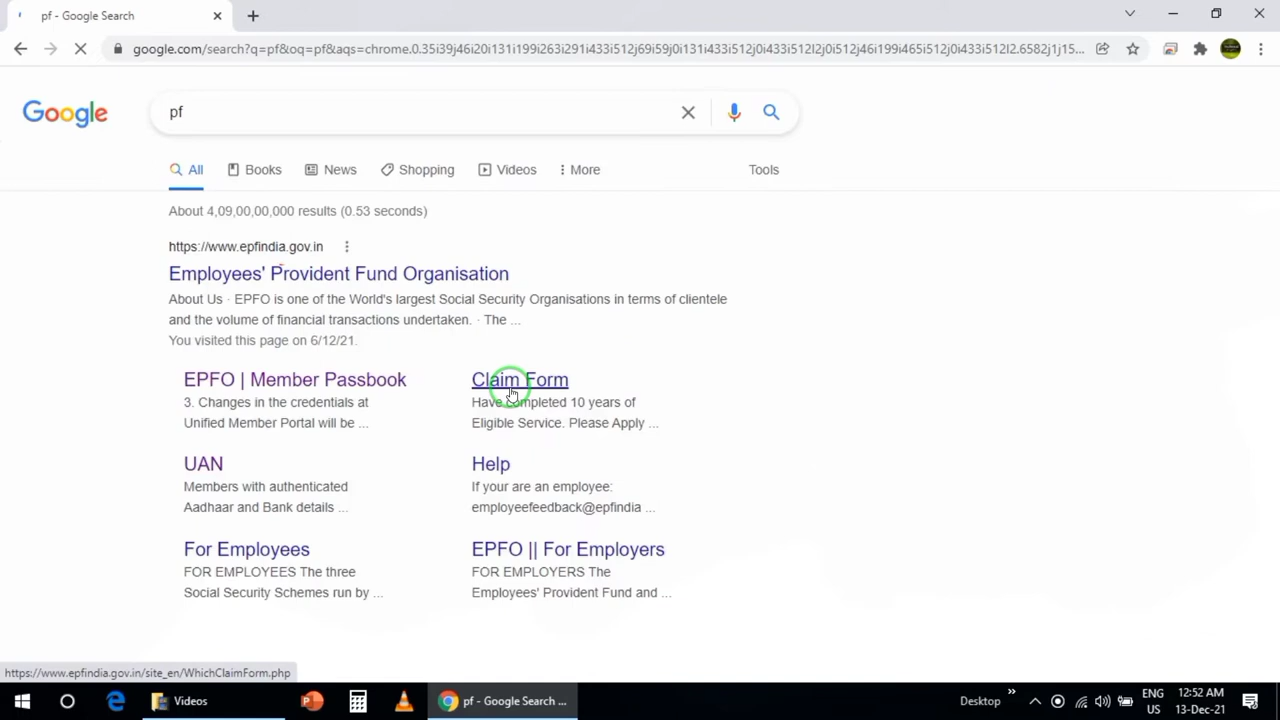 pf - Google Search
google.com/search?q=pf&oq=pf&aqs=chrome.0.35i39j46i20i131i199i263i291i433i512j69i59j0i131i433i512j0i433i512l2j0i512j46i199i465i512j0i433i512l2.6582j1j15...
Google
pf
All
Books
News
Shopping
Videos
More
Tools
About 4,09,00,00,000 results (0.53 seconds)
https://www.epfindia.gov.in
Employees' Provident Fund Organisation
About Us · EPFO is one of the World's largest Social Security Organisations in terms of clientele
and the volume of financial transactions undertaken. · The ...
You visited this page on 6/12/21.
EPFO | Member Passbook
3. Changes in the credentials at
Unified Member Portal will be ...
Claim Form
Have completed 10 years of
Eligible Service. Please Apply ...
UAN
Members with authenticated
Aadhaar and Bank details ...
Help
If your are an employee:
employeefeedback@epfindia ...
For Employees
FOR EMPLOYEES The three
Social Security Schemes run by ...
EPFO || For Employers
FOR EMPLOYERS The
Employees' Provident Fund and ...
https://www.epfindia.gov.in/site_en/WhichClaimForm.php
Videos
pf - Google Search ...
Desktop
ENG
US
12:52 AM
13-Dec-21